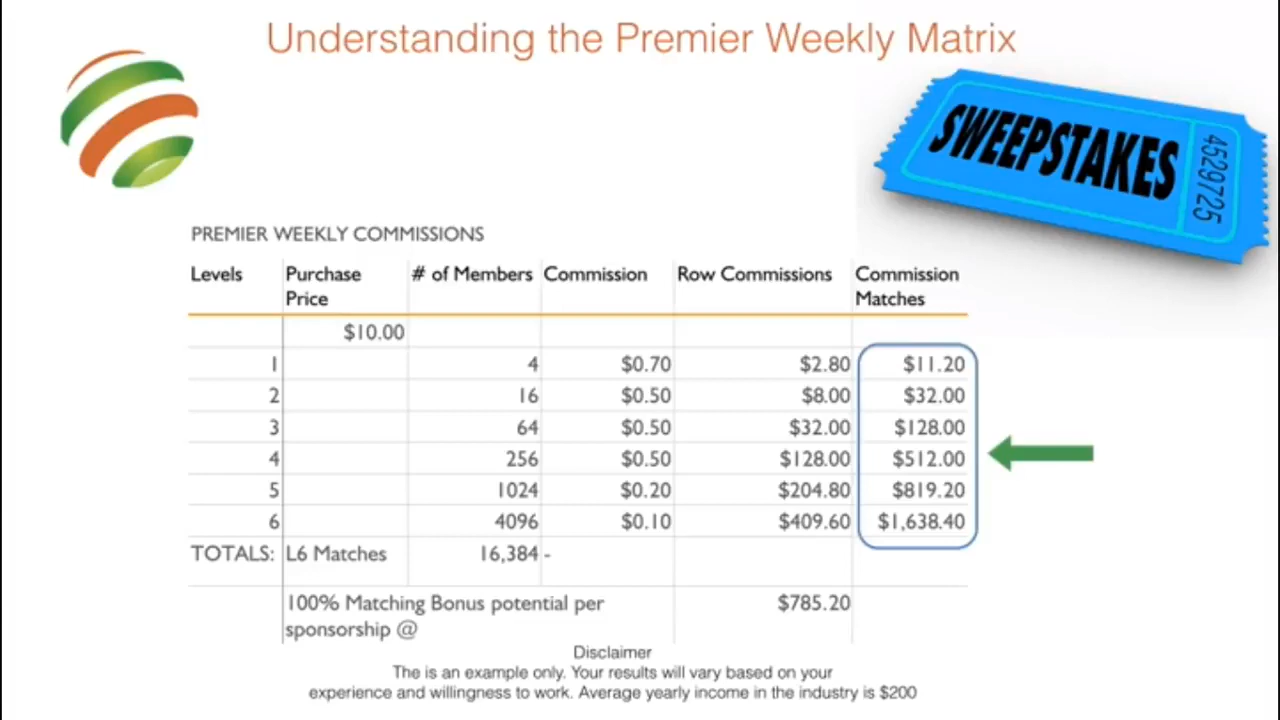 Understanding the Premier Weekly Matrix
SWEEPSTAKES
4529725
PREMIER WEEKLY COMMISSIONS
Levels Purchase Price # of Members Commission Row Commissions Commission Matches
$10.00
1 4 $0.70 $2.80 $11.20
2 16 $0.50 $8.00 $32.00
3 64 $0.50 $32.00 $128.00
4 256 $0.50 $128.00 $512.00
5 1024 $0.20 $204.80 $819.20
6 4096 $0.10 $409.60 $1,638.40
TOTALS: L6 Matches 16,384 -
100% Matching Bonus potential per $785.20
sponsorship @
Disclaimer
The is an example only. Your results will vary based on your
experience and willingness to work. Average yearly income in the industry is $200